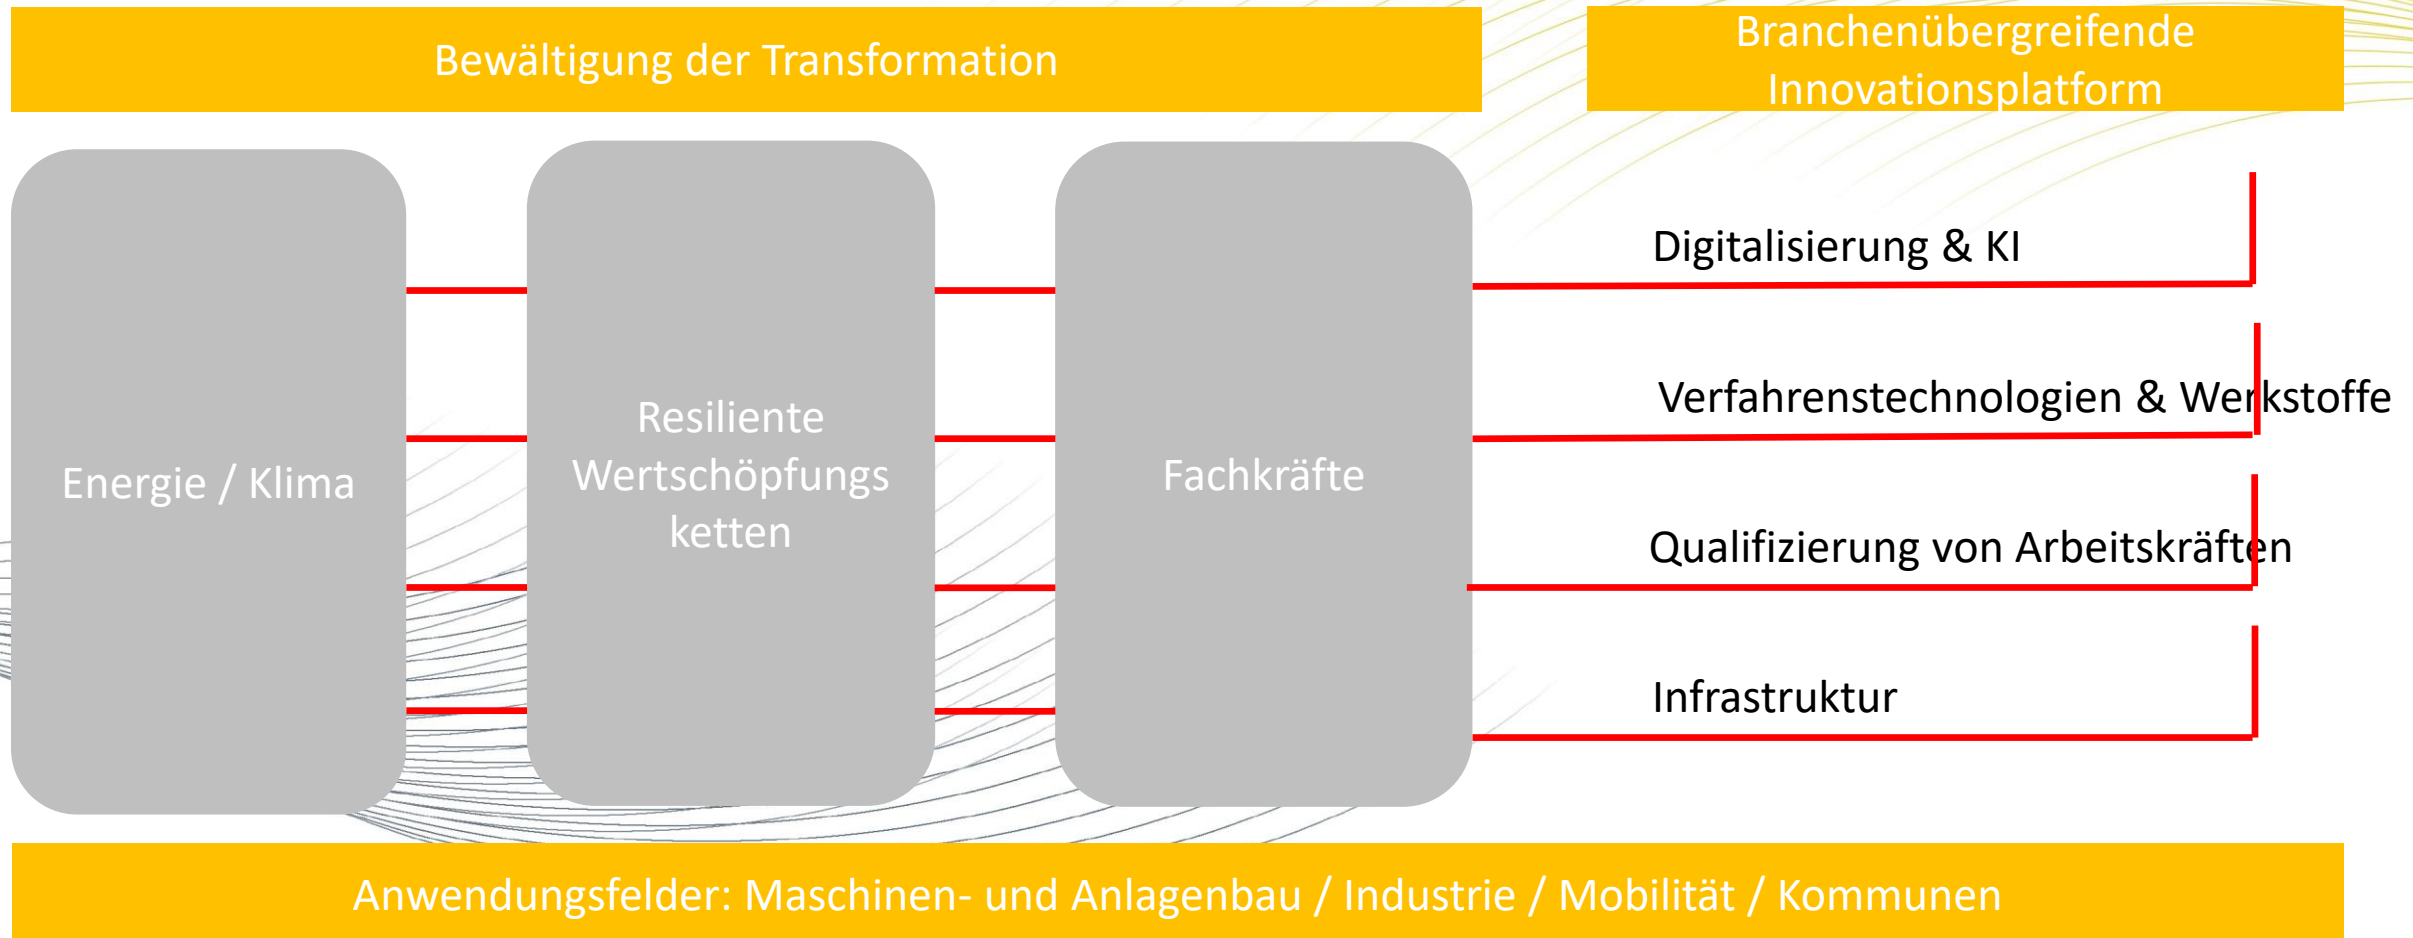 Bewältigung der Transformation
Branchenübergreifende
Innovationsplatform
Energie / Klima
Resiliente
Wertschöpfungs
ketten
Fachkräfte
Digitalisierung & KI
Verfahrenstechnologien & Werkstoffe
Qualifizierung von Arbeitskräften
Infrastruktur
Anwendungsfelder: Maschinen- und Anlagenbau / Industrie / Mobilität / Kommunen